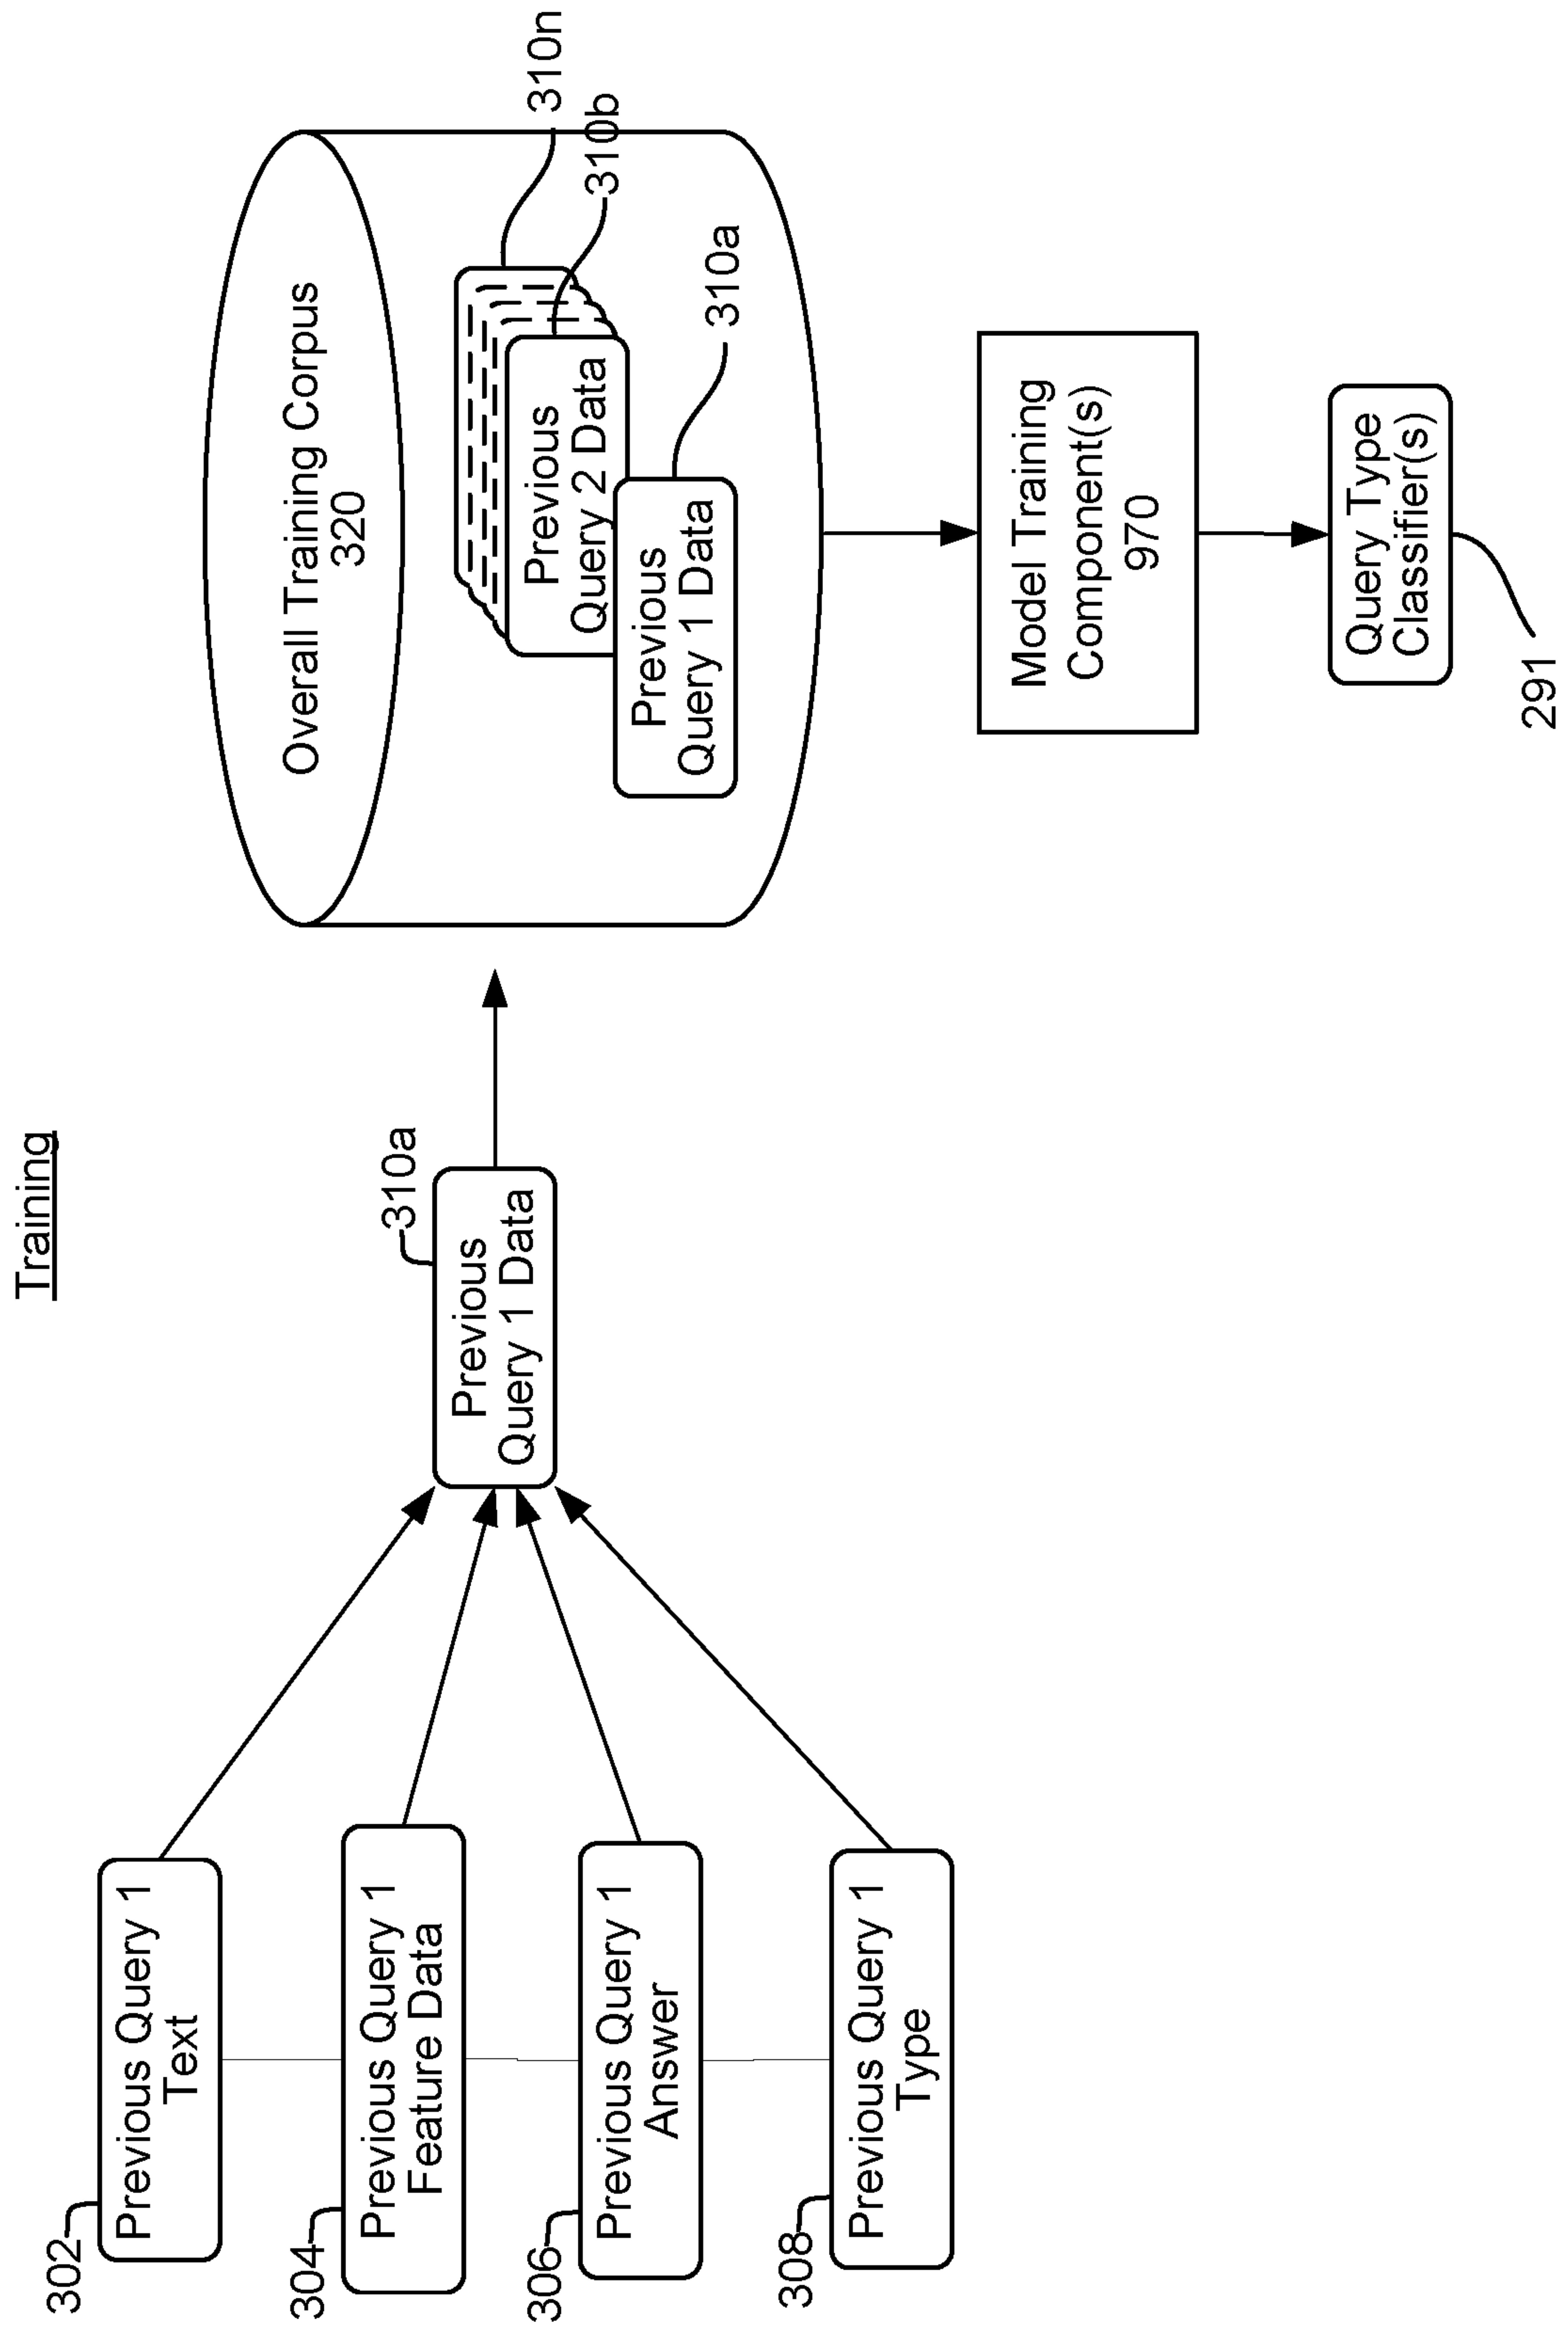 Training
302
Previous Query 1
Text
304
Previous Query 1
Feature Data
306
Previous Query 1
Answer
308
Previous Query 1
Type
310a
Previous
Query 1 Data
Overall Training Corpus
320
310n
310b
Previous
Query 2 Data
310a
Previous
Query 1 Data
Model Training
Component(s)
970
Query Type
Classifier(s)
291